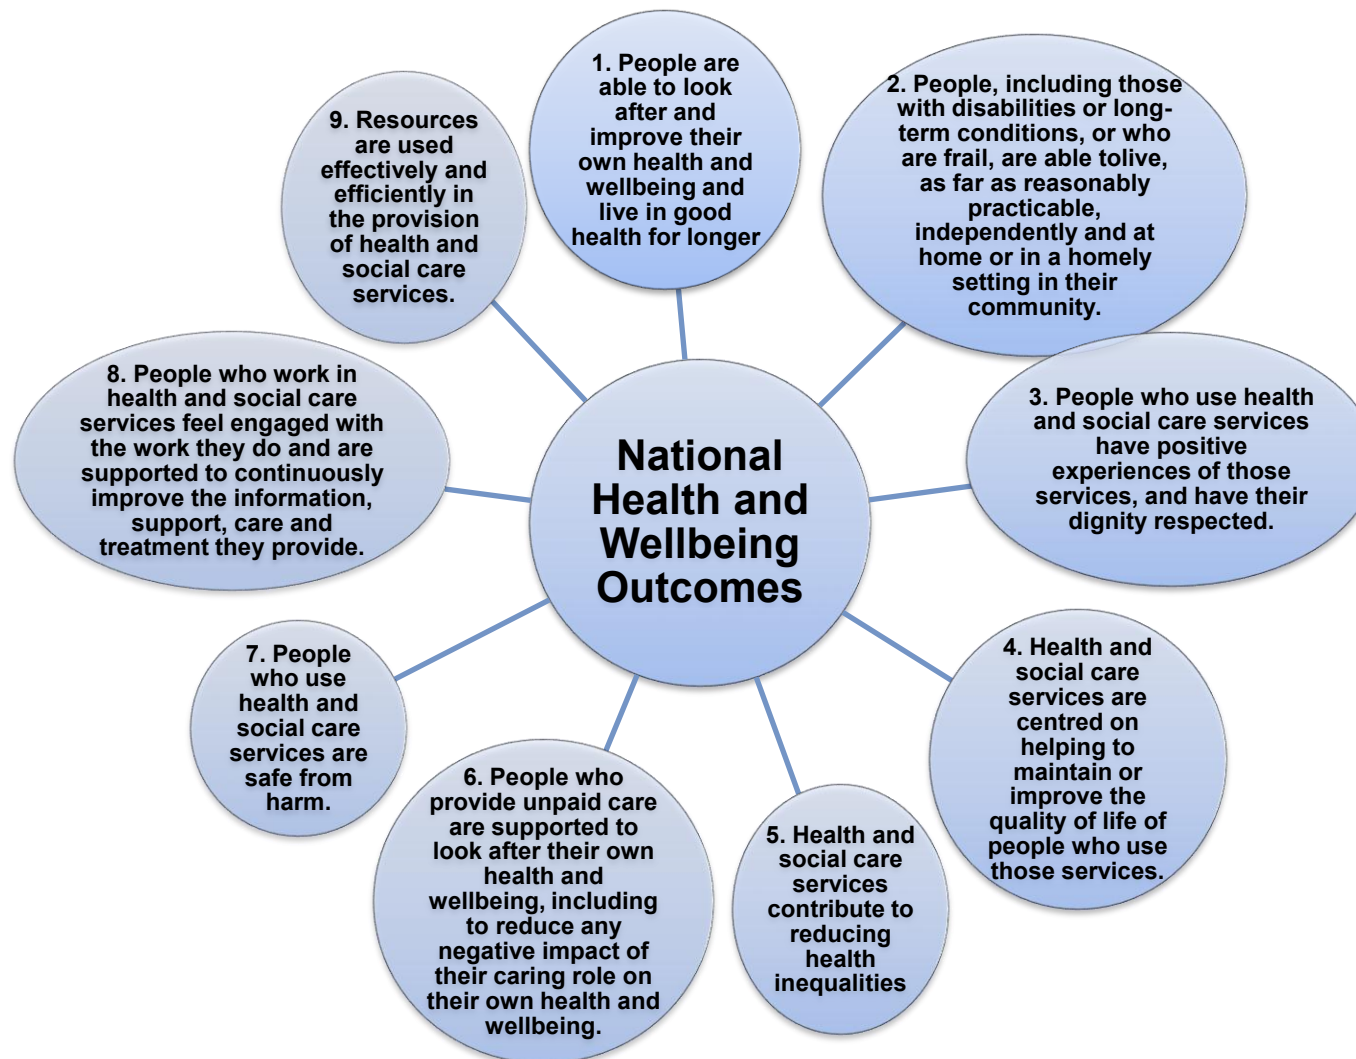 National
Health and
Wellbeing
Outcomes
1. People are
able to look
after and
improve their
own health and
wellbeing and
live in good
health for longer
2. People, including those
with disabilities or long-
term conditions, or who
are frail, are able tolive,
as far as reasonably
practicable,
independently and at
home or in a homely
setting in their
community.
3. People who use health
and social care services
have positive
experiences of those
services, and have their
dignity respected.
4. Health and
social care
services are
centred on
helping to
maintain or
improve the
quality of life of
people who use
those services.
5. Health and
social care
services
contribute to
reducing
health
inequalities
6. People who
provide unpaid care
are supported to
look after their own
health and
wellbeing, including
to reduce any
negative impact of
their caring role on
their own health and
wellbeing.
7. People
who use
health and
social care
services are
safe from
harm.
8. People who work in
health and social care
services feel engaged with
the work they do and are
supported to continuously
improve the information,
support, care and
treatment they provide.
9. Resources
are used
effectively and
efficiently in
the provision
of health and
social care
services.